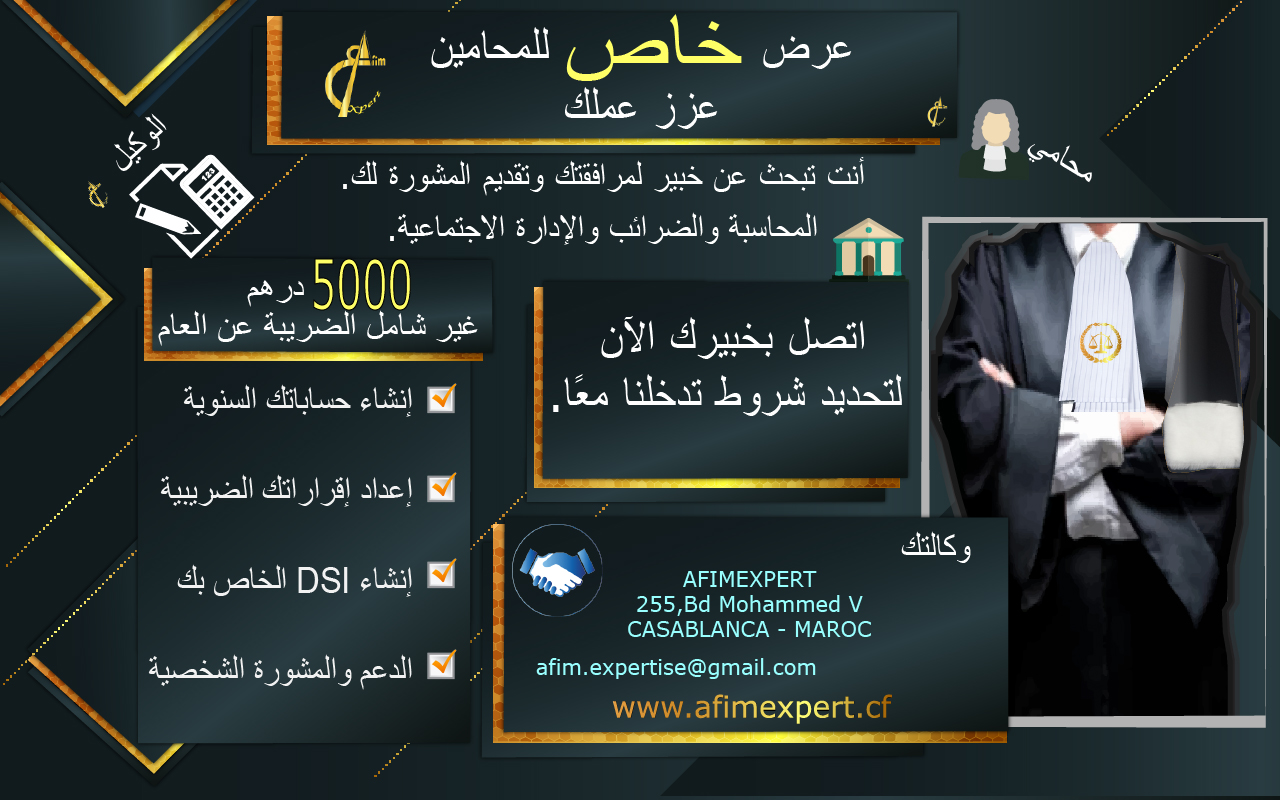 عرض خاص للمحامين
عزز عملك
afim
expert
محامي
الوكيل
123
أنت تبحث عن خبير لمرافقتك وتقديم المشورة لك.
المحاسبة والضرائب والإدارة الاجتماعية.
5000 درهم
غير شامل الضريبة عن العام
إنشاء حساباتك السنوية
إعداد إقراراتك الضريبية
إنشاء DSI الخاص بك
الدعم والمشورة الشخصية
اتصل بخبيرك الآن
لتحديد شروط تدخلنا معًا.
وكالتك
AFIMEXPERT
255,Bd Mohammed V
CASABLANCA - MAROC
afim.expertise@gmail.com
www.afimexpert.cf